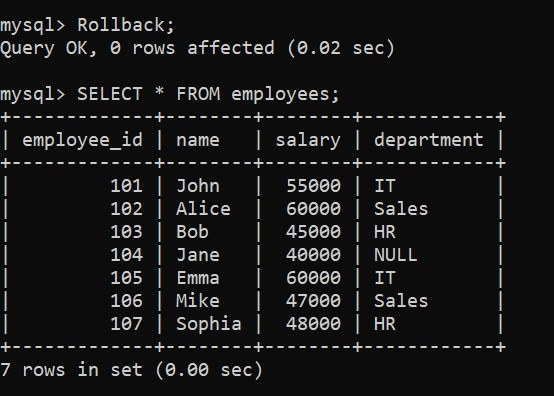 mysql> Rollback;
Query OK, 0 rows affected (0.02 sec)
mysql> SELECT * FROM employees;
+-------------+--------+--------+------------+
| employee_id | name   | salary | department |
+-------------+--------+--------+------------+
|         101 | John   |  55000 | IT         |
|         102 | Alice  |  60000 | Sales      |
|         103 | Bob    |  45000 | HR         |
|         104 | Jane   |  40000 | NULL       |
|         105 | Emma   |  60000 | IT         |
|         106 | Mike   |  47000 | Sales      |
|         107 | Sophia |  48000 | HR         |
+-------------+--------+--------+------------+
7 rows in set (0.00 sec)